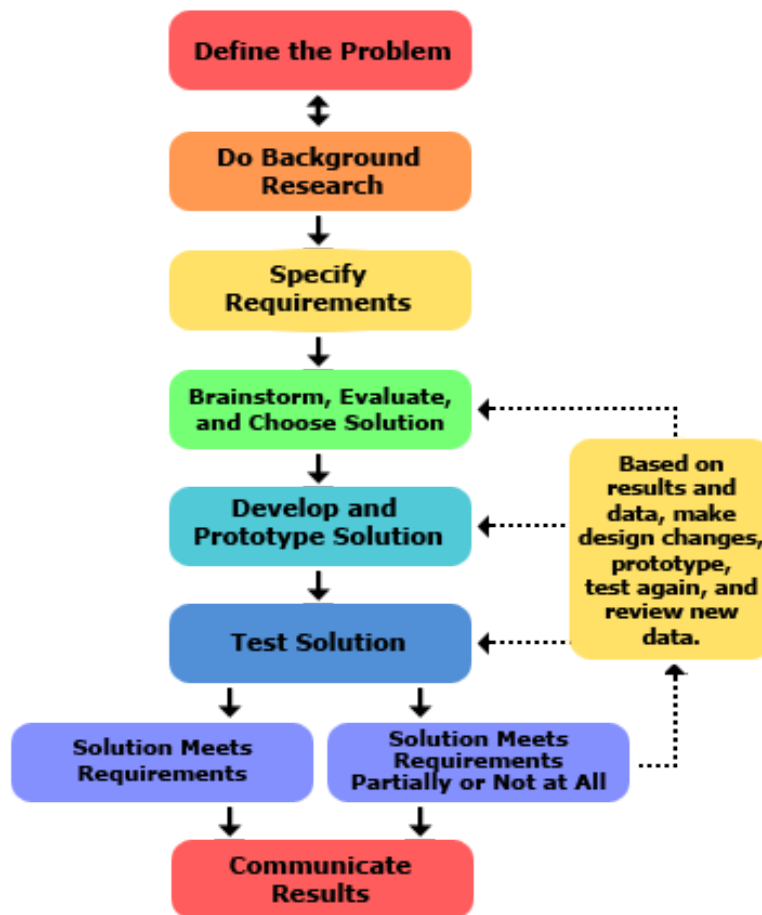 Define the Problem
Do Background
Research
Specify
Requirements
Brainstorm, Evaluate,
and Choose Solution
Develop and
Prototype Solution
Test Solution
Based on
results and
data, make
design changes,
prototype,
test again, and
review new
data.
Solution Meets
Requirements
Solution Meets
Requirements
Partially or Not at All
Communicate
Results